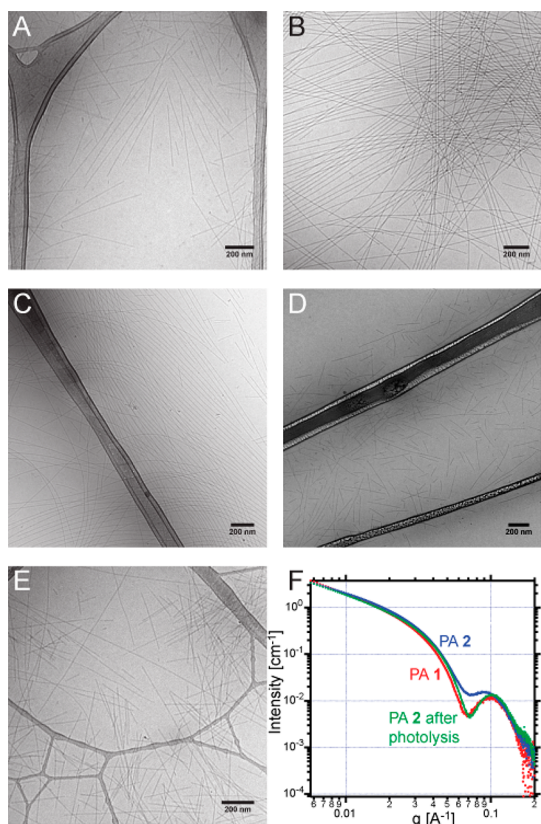 A
200 nm
B
200 nm
C
200 nm
D
200 nm
E
200 nm
F
Intensity [cm⁻¹]
10⁰
10⁻¹
10⁻²
10⁻³
10⁻⁴
PA 2
PA 1
PA 2 after
photolysis
6 7 8 9 0.01 2 3 4 5 6 7 8 9 0.1 2
q [A⁻¹]